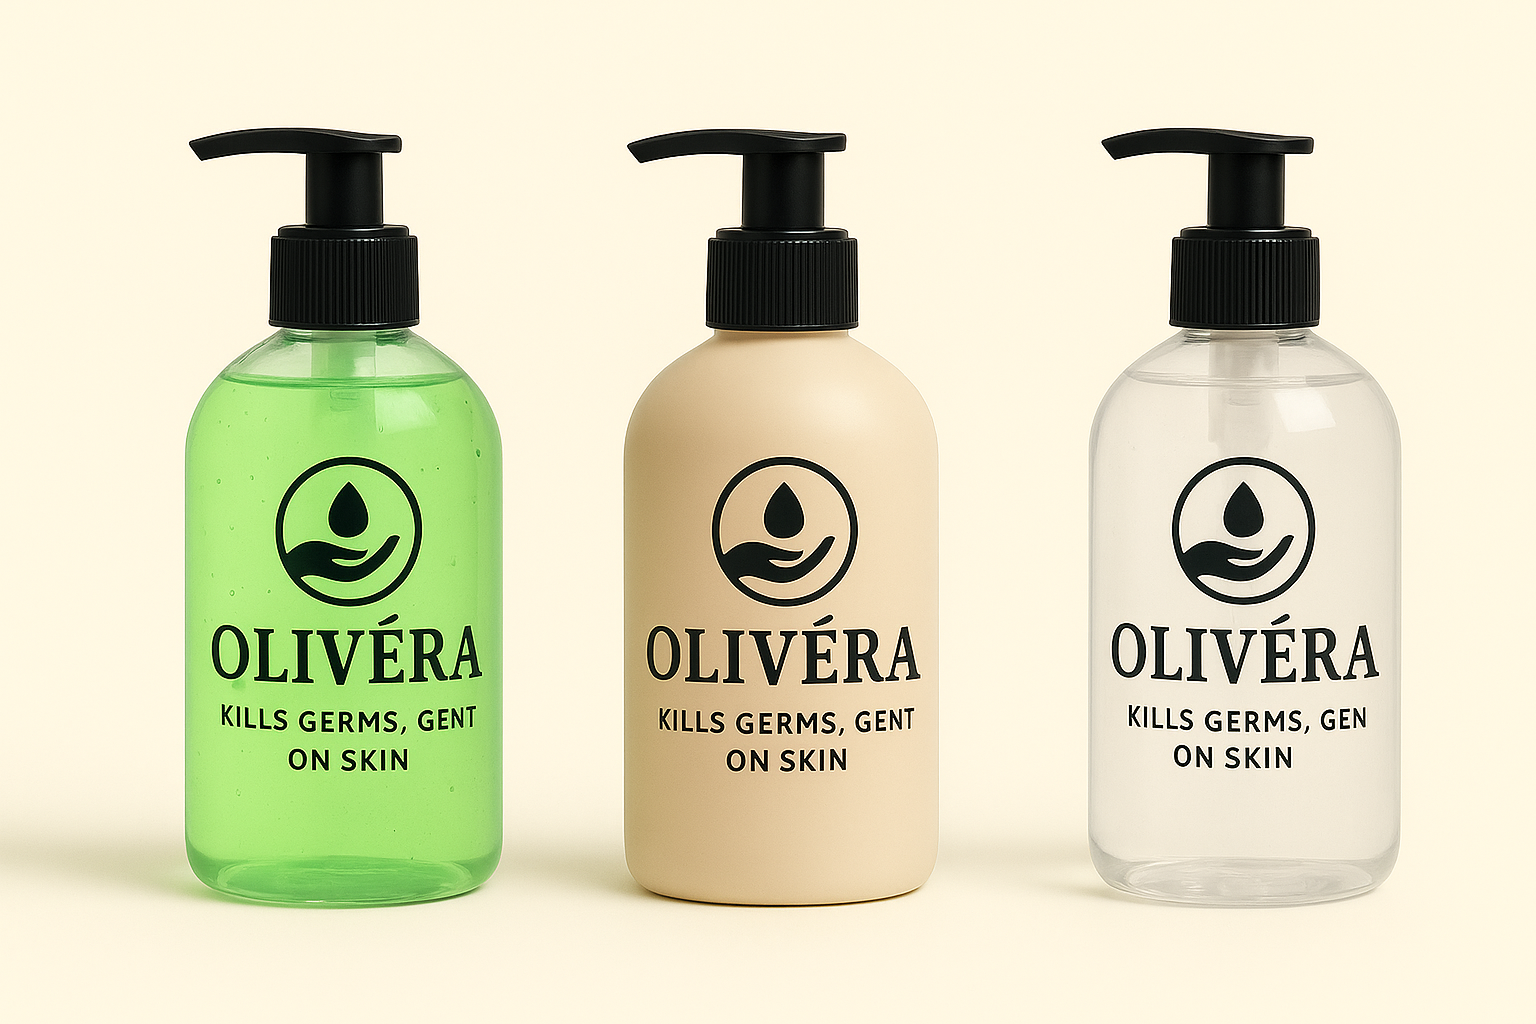 OLIVÉRA
KILLS GERMS, GENT
ON SKIN
OLIVÉRA
KILLS GERMS, GENT
ON SKIN
OLIVÉRA
KILLS GERMS, GEN
ON SKIN